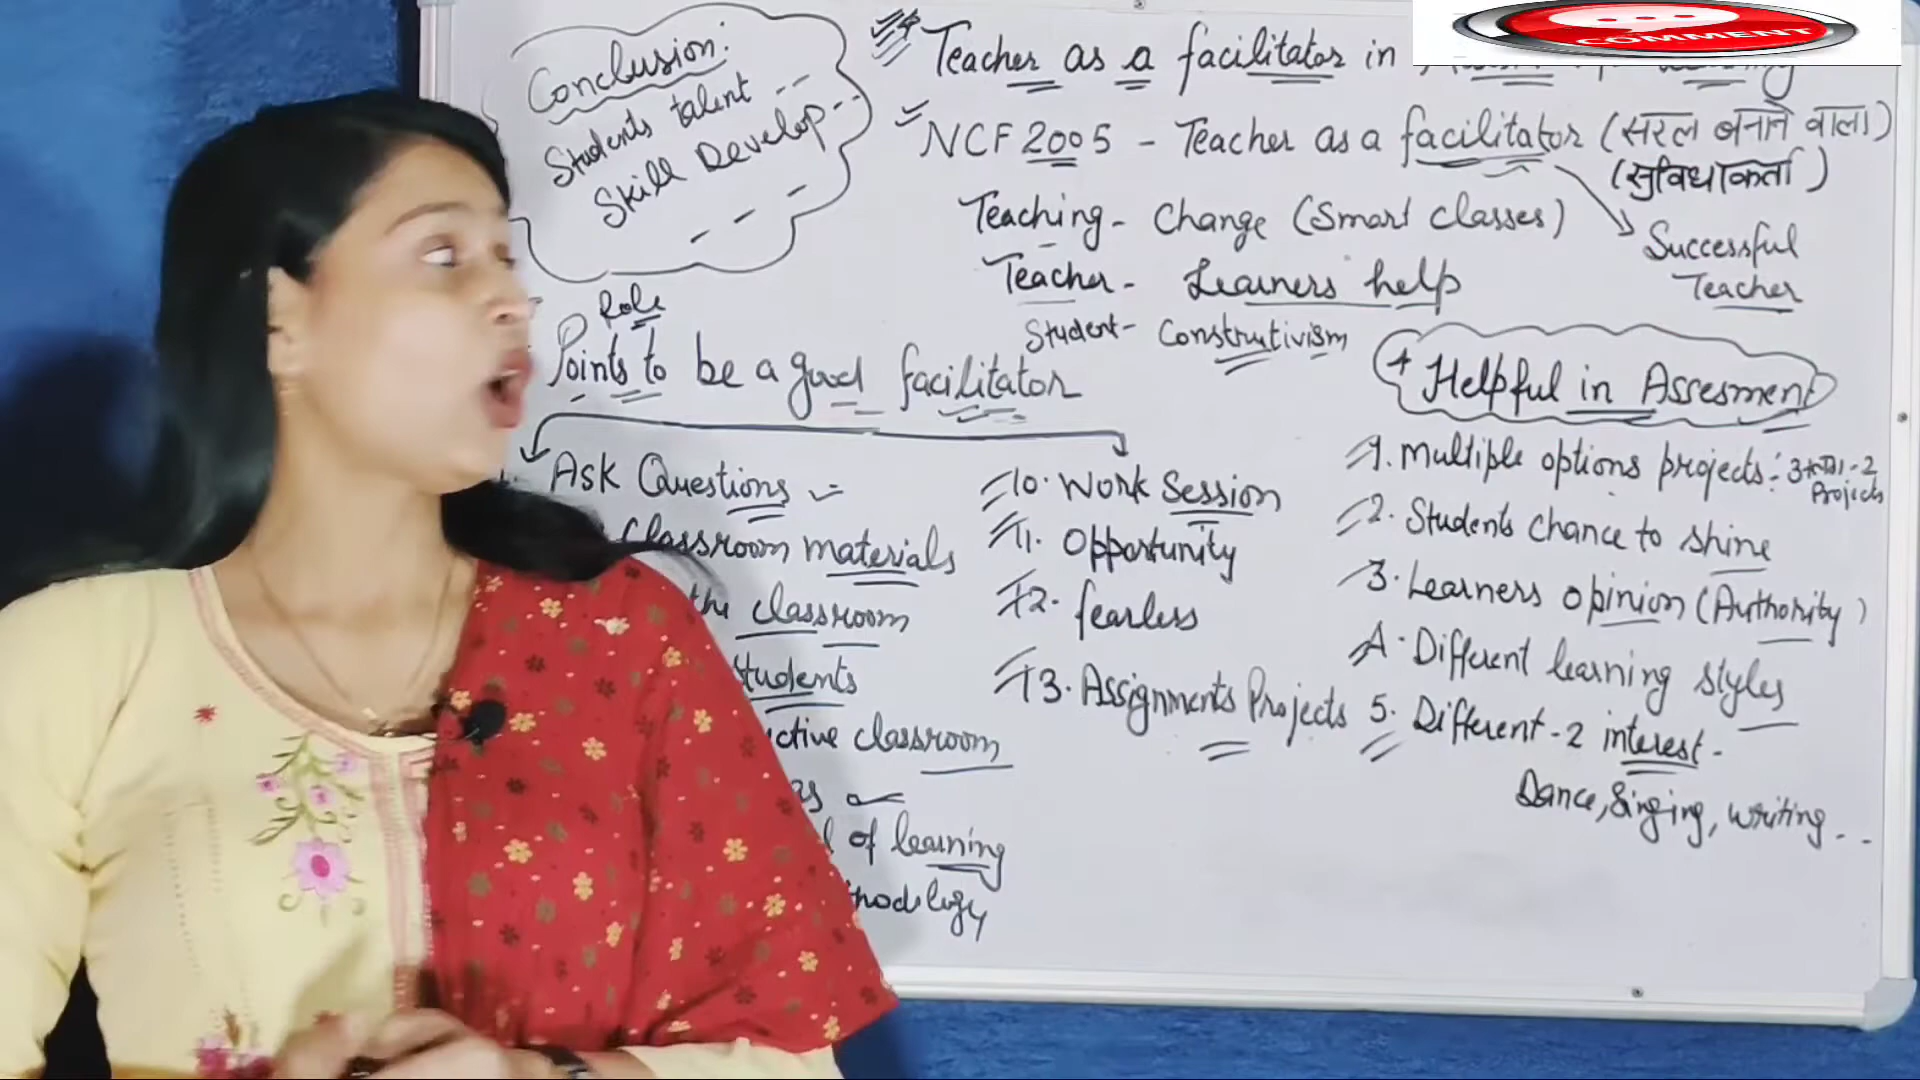 Conclusion:
Students talent --
Skill Develop --
Teacher as a facilitator in
COMMENT
NCF 2005 - Teacher as a facilitator (सरल बनाने वाला)
(सुविधाकर्ता)
Teaching - Change (Smart classes)
Successful
Teacher
Teacher - Learners help
Student - Construtivism
Role
Points to be a good facilitator
Ask Questions -
Classroom materials
the classroom
students
ctive classroom
as
of learning
hodology
10. Work Session
11. Opportunity
12. fearless
13. Assignments Projects
* Helpful in Assesment
1. Multiple options projects:
Projects
2. Students chance to shine
3. Learners opinion (Authority)
4. Different learning styles
5. Different-2 interest -
Dance, Singing, writing - -